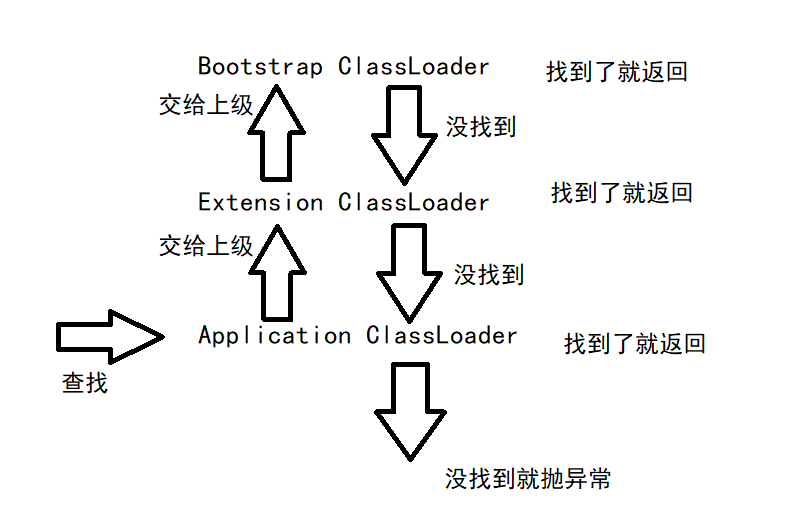 Bootstrap ClassLoader
找到了就返回
交给上级
没找到
Extension ClassLoader
找到了就返回
交给上级
没找到
Application ClassLoader
找到了就返回
查找
没找到就抛异常